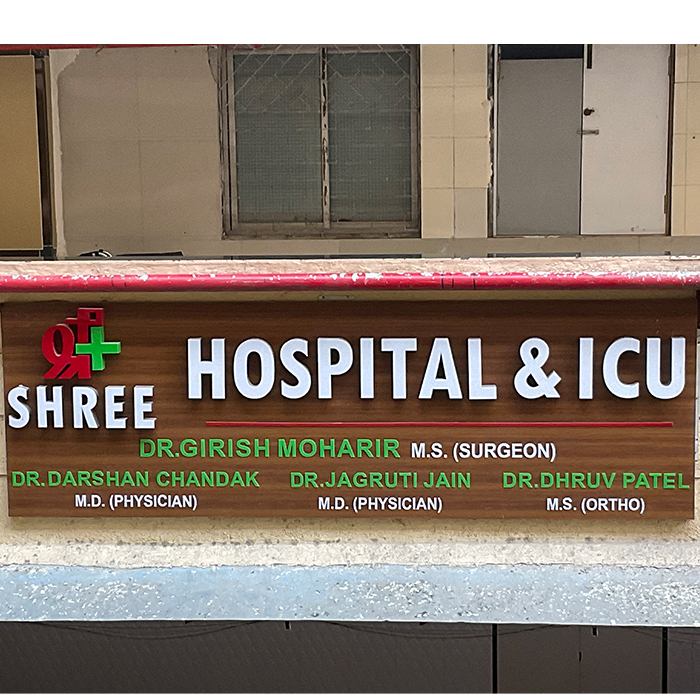 SHREE HOSPITAL & ICU
DR.GIRISH MOHARIR M.S. (SURGEON)
DR.DARSHAN CHANDAK DR.JAGRUTI JAIN DR.DHRUV PATEL
M.D. (PHYSICIAN) M.D. (PHYSICIAN) M.S. (ORTHO)